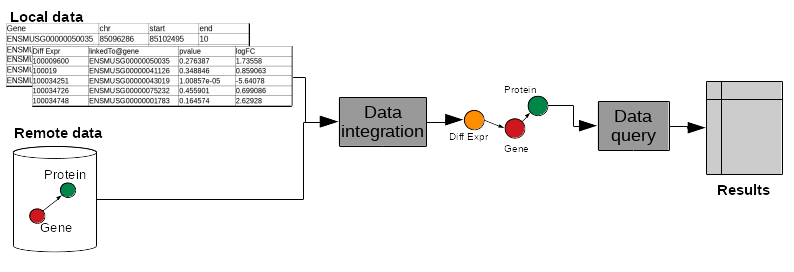 Local data
Gene chr start end
ENSMUSG00000050035 85096286 85102495 10
ENSMU
ENSM
ENSM
ENSM
Diff Expr linkedTo@gene pvalue logFC
100009600 ENSMUSG00000050035 0.276387 1.73558
100019 ENSMUSG00000041126 0.348846 0.859063
100034251 ENSMUSG00000043019 1.00857e-05 -5.64078
100034726 ENSMUSG00000075232 0.455901 0.699086
100034748 ENSMUSG00000001783 0.164574 2.62928
Remote data
Protein
Gene
Data
integration
Diff Expr
Gene
Protein
Data
query
Results